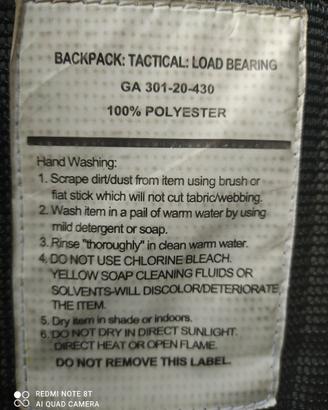 BACKPACK: TACTICAL: LOAD BEARING
GA 301-20-430
100% POLYESTER
Hand Washing:
1. Scrape dirt/dust from item using brush or
flat stick which will not cut fabric/webbing.
2. Wash item in a pail of warm water by using
mild detergent or soap.
3. Rinse "thoroughly" in clean warm water.
4. DO NOT USE CHLORINE BLEACH.
YELLOW SOAP CLEANING FLUIDS OR
SOLVENTS-WILL DISCOLOR/DETERIORATE
THE ITEM.
5. Dry item in shade or indoors.
6. DO NOT DRY IN DIRECT SUNLIGHT.
DIRECT HEAT OR OPEN FLAME.
DO NOT REMOVE THIS LABEL.
REDMI NOTE 8T
AI QUAD CAMERA